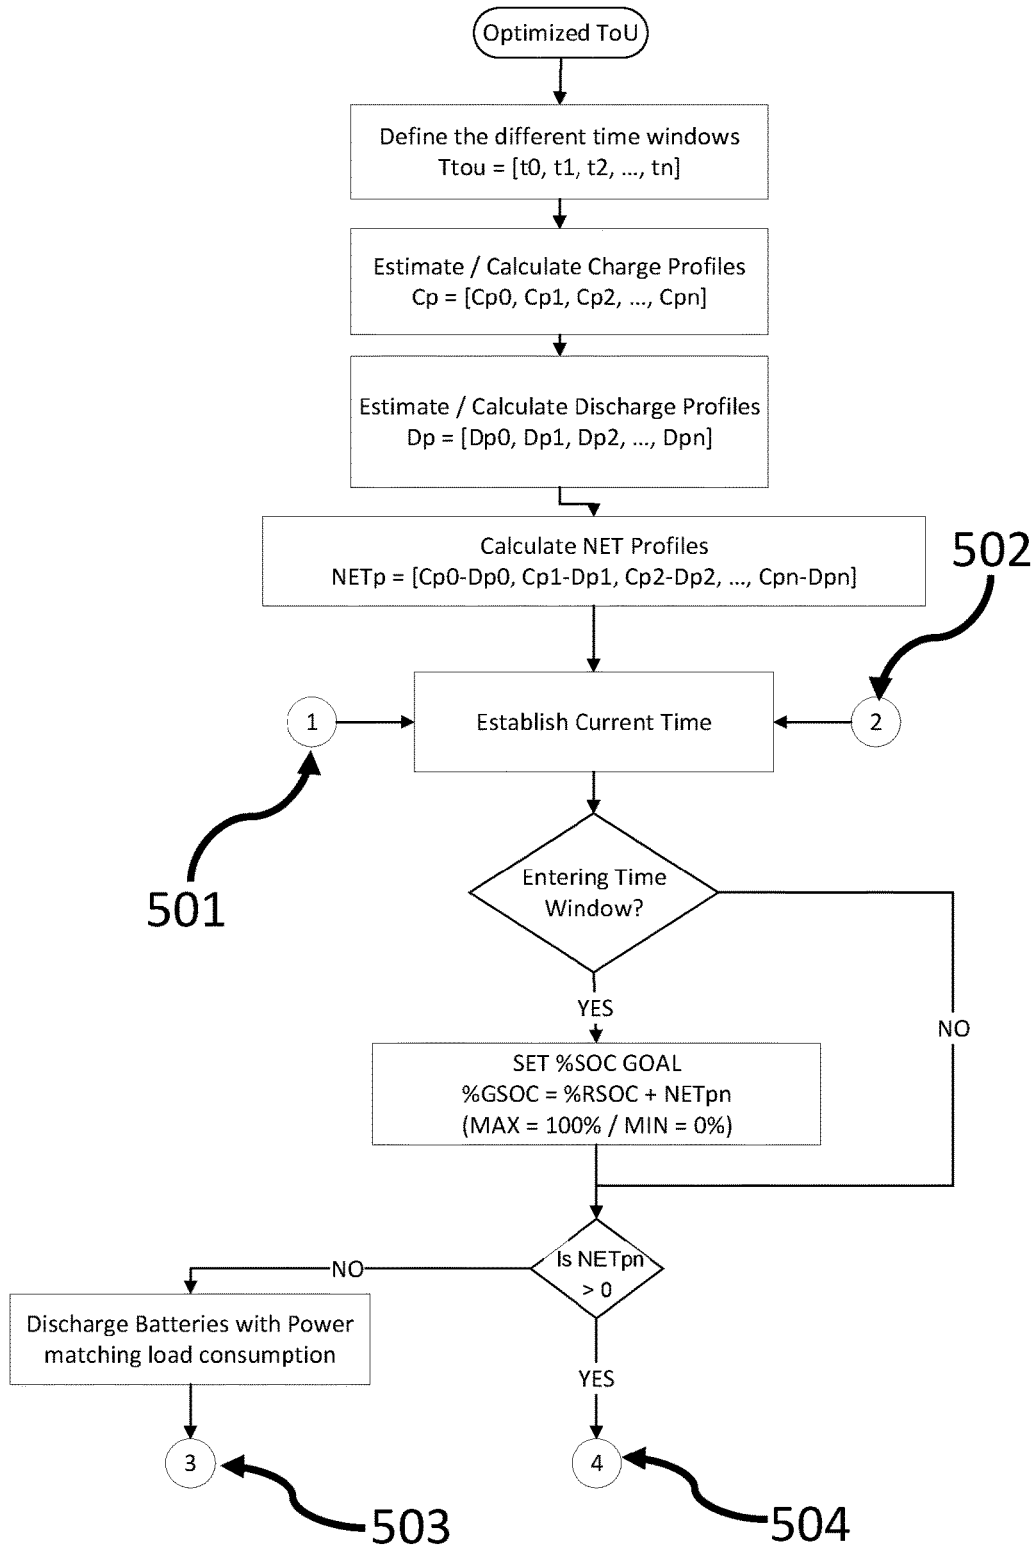 Optimized ToU
Define the different time windows
Ttou = [t0, t1, t2, ..., tn]
Estimate / Calculate Charge Profiles
Cp = [Cp0, Cp1, Cp2, ..., Cpn]
Estimate / Calculate Discharge Profiles
Dp = [Dp0, Dp1, Dp2, ..., Dpn]
Calculate NET Profiles
NETp = [Cp0-Dp0, Cp1-Dp1, Cp2-Dp2, ..., Cpn-Dpn]
502
1
Establish Current Time
2
501
Entering Time
Window?
YES
NO
SET %SOC GOAL
%GSOC = %RSOC + NETpn
(MAX = 100% / MIN = 0%)
Is NETpn
> 0
NO
Discharge Batteries with Power
matching load consumption
YES
3
4
503
504